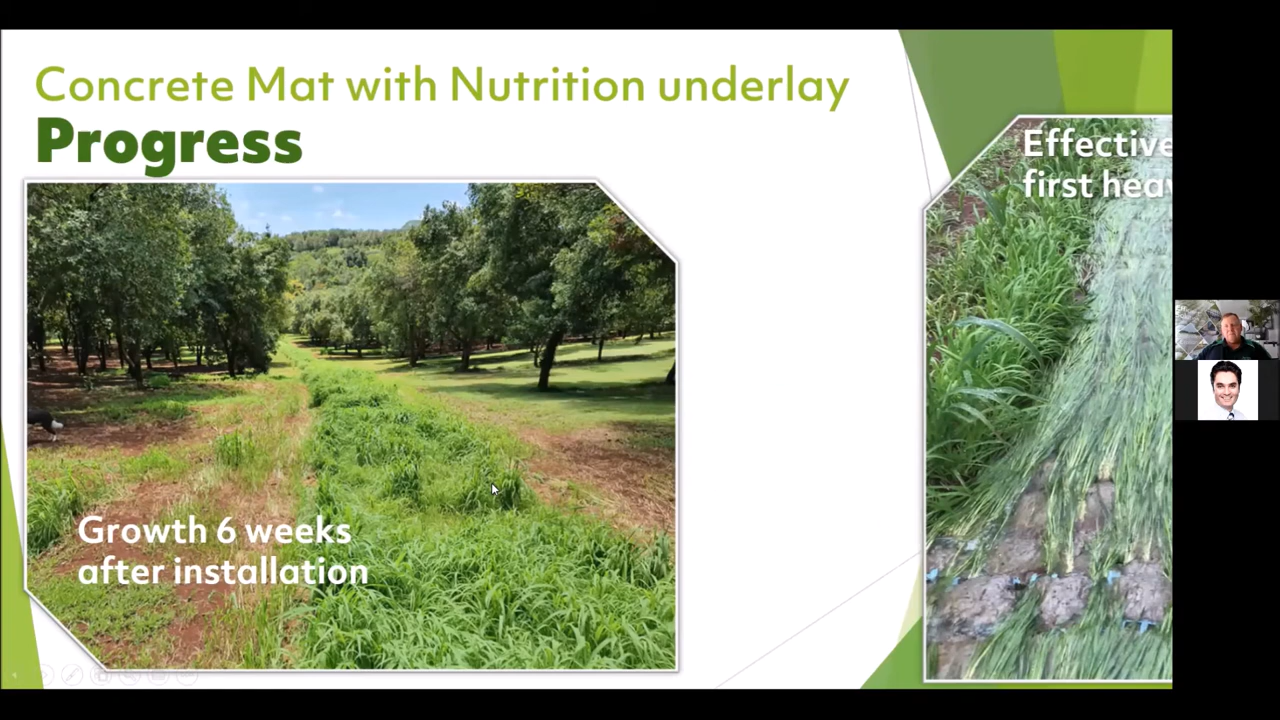 Concrete Mat with Nutrition underlay
Progress
Growth 6 weeks
after installation
Effective
first hea